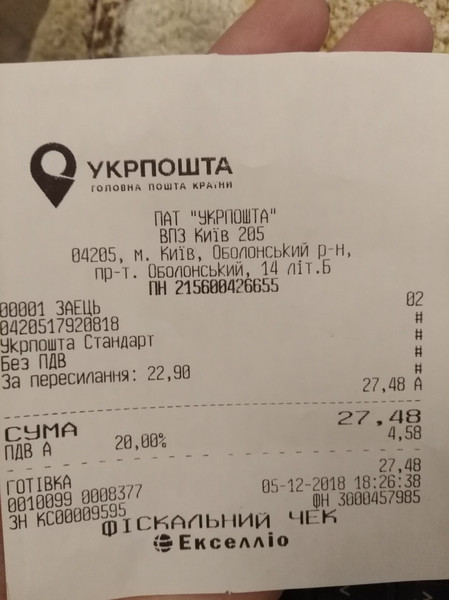 УКРПОШТА
ГОЛОВНА ПОШТА КРАЇНИ
ПАТ "УКРПОШТА"
ВПЗ Київ 205
04205, м. Київ, Оболонський р-н,
пр-т. Оболонський, 14 літ.Б
ПН 215600426655
00001 ЗАЕЦЬ 02
0420517920818 #
Укрпошта Стандарт #
Без ПДВ #
За пересилання: 22,90 #
27,48 А
СУМА 27,48
ПДВ А 20,00% 4,58
ГОТІВКА 27,48
0010099 0008377 05-12-2018 18:26:38
ЗН КС00009595 ФН 3000457985
ФІСКАЛЬНИЙ ЧЕК
Екселліо